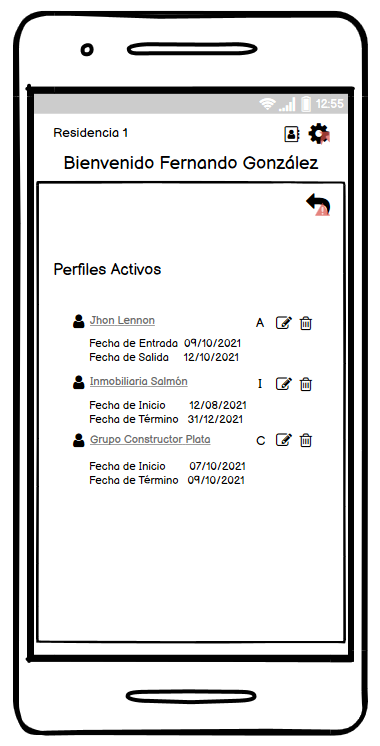 12:55
Residencia 1
Bienvenido Fernando González
Perfiles Activos
Jhon Lennon A
Fecha de Entrada 09/10/2021
Fecha de Salida 12/10/2021
Inmobiliaria Salmón I
Fecha de Inicio 12/08/2021
Fecha de Término 31/12/2021
Grupo Constructor Plata C
Fecha de Inicio 07/10/2021
Fecha de Término 09/10/2021